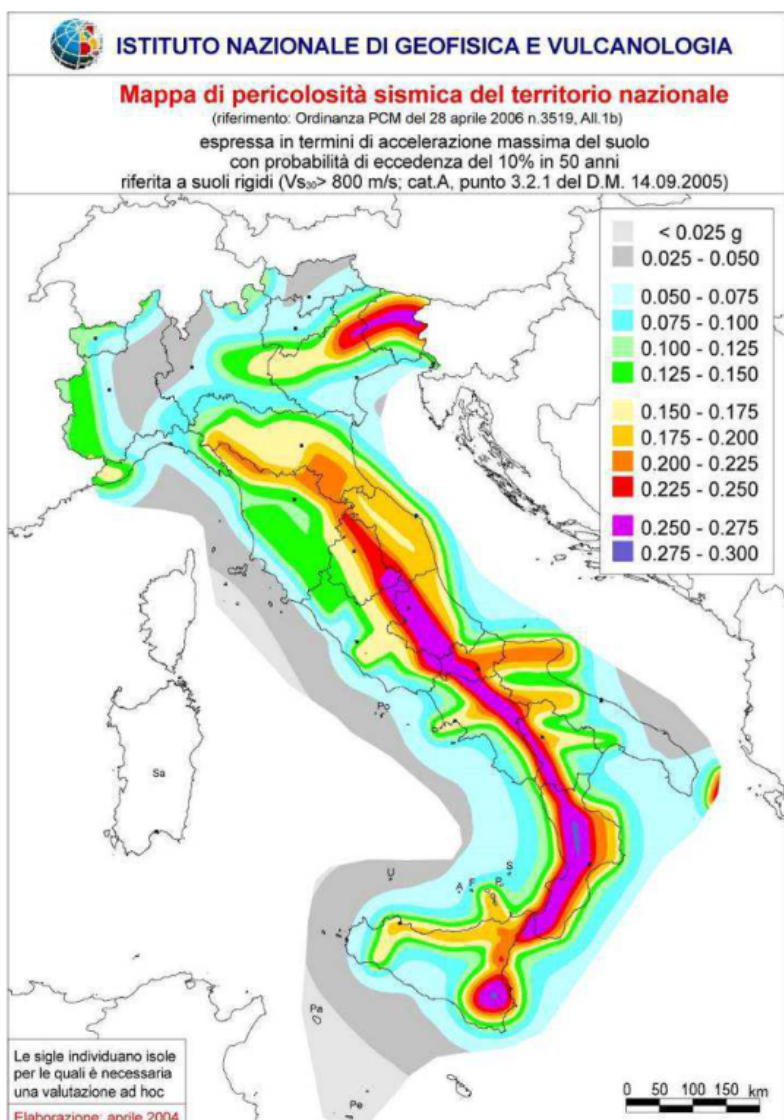 ISTITUTO NAZIONALE DI GEOFISICA E VULCANOLOGIA
Mappa di pericolosità sismica del territorio nazionale
(riferimento: Ordinanza PCM del 28 aprile 2006 n.3519, All.1b)
espressa in termini di accelerazione massima del suolo
con probabilità di eccedenza del 10% in 50 anni
riferita a suoli rigidi (Vs₃₀> 800 m/s; cat.A, punto 3.2.1 del D.M. 14.09.2005)
< 0.025 g
0.025 - 0.050
0.050 - 0.075
0.075 - 0.100
0.100 - 0.125
0.125 - 0.150
0.150 - 0.175
0.175 - 0.200
0.200 - 0.225
0.225 - 0.250
0.250 - 0.275
0.275 - 0.300
Po
Sa
U
A
F
P
S
Pa
Pe
Le sigle individuano isole
per le quali è necessaria
una valutazione ad hoc
Elaborazione: aprile 2004
0 50 100 150 km